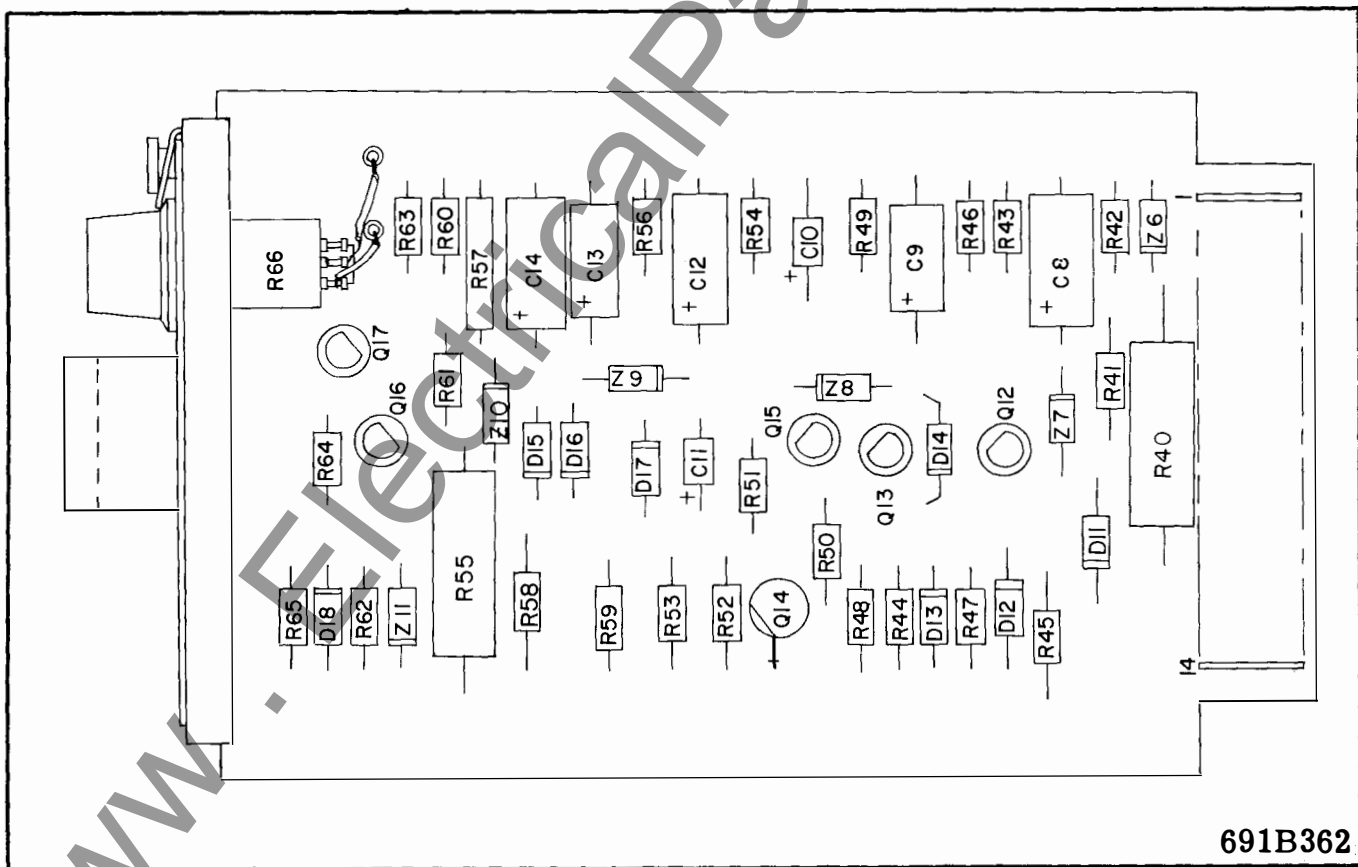 R63
R60
R57
C14
+
C13
+
R56
C12
+
R54
C10
+
R49
C9
+
R46
R43
C8
+
R42
Z6
1
R66
Q17
R61
Z10
Z9
Z8
R41
R40
Q16
R64
D15
D16
D17
C11
+
R51
Q15
Q13
D14
Q12
Z7
D11
R65
D18
R62
Z11
R55
R58
R59
R53
R52
Q14
R50
R48
R44
D13
R47
D12
R45
14
691B362